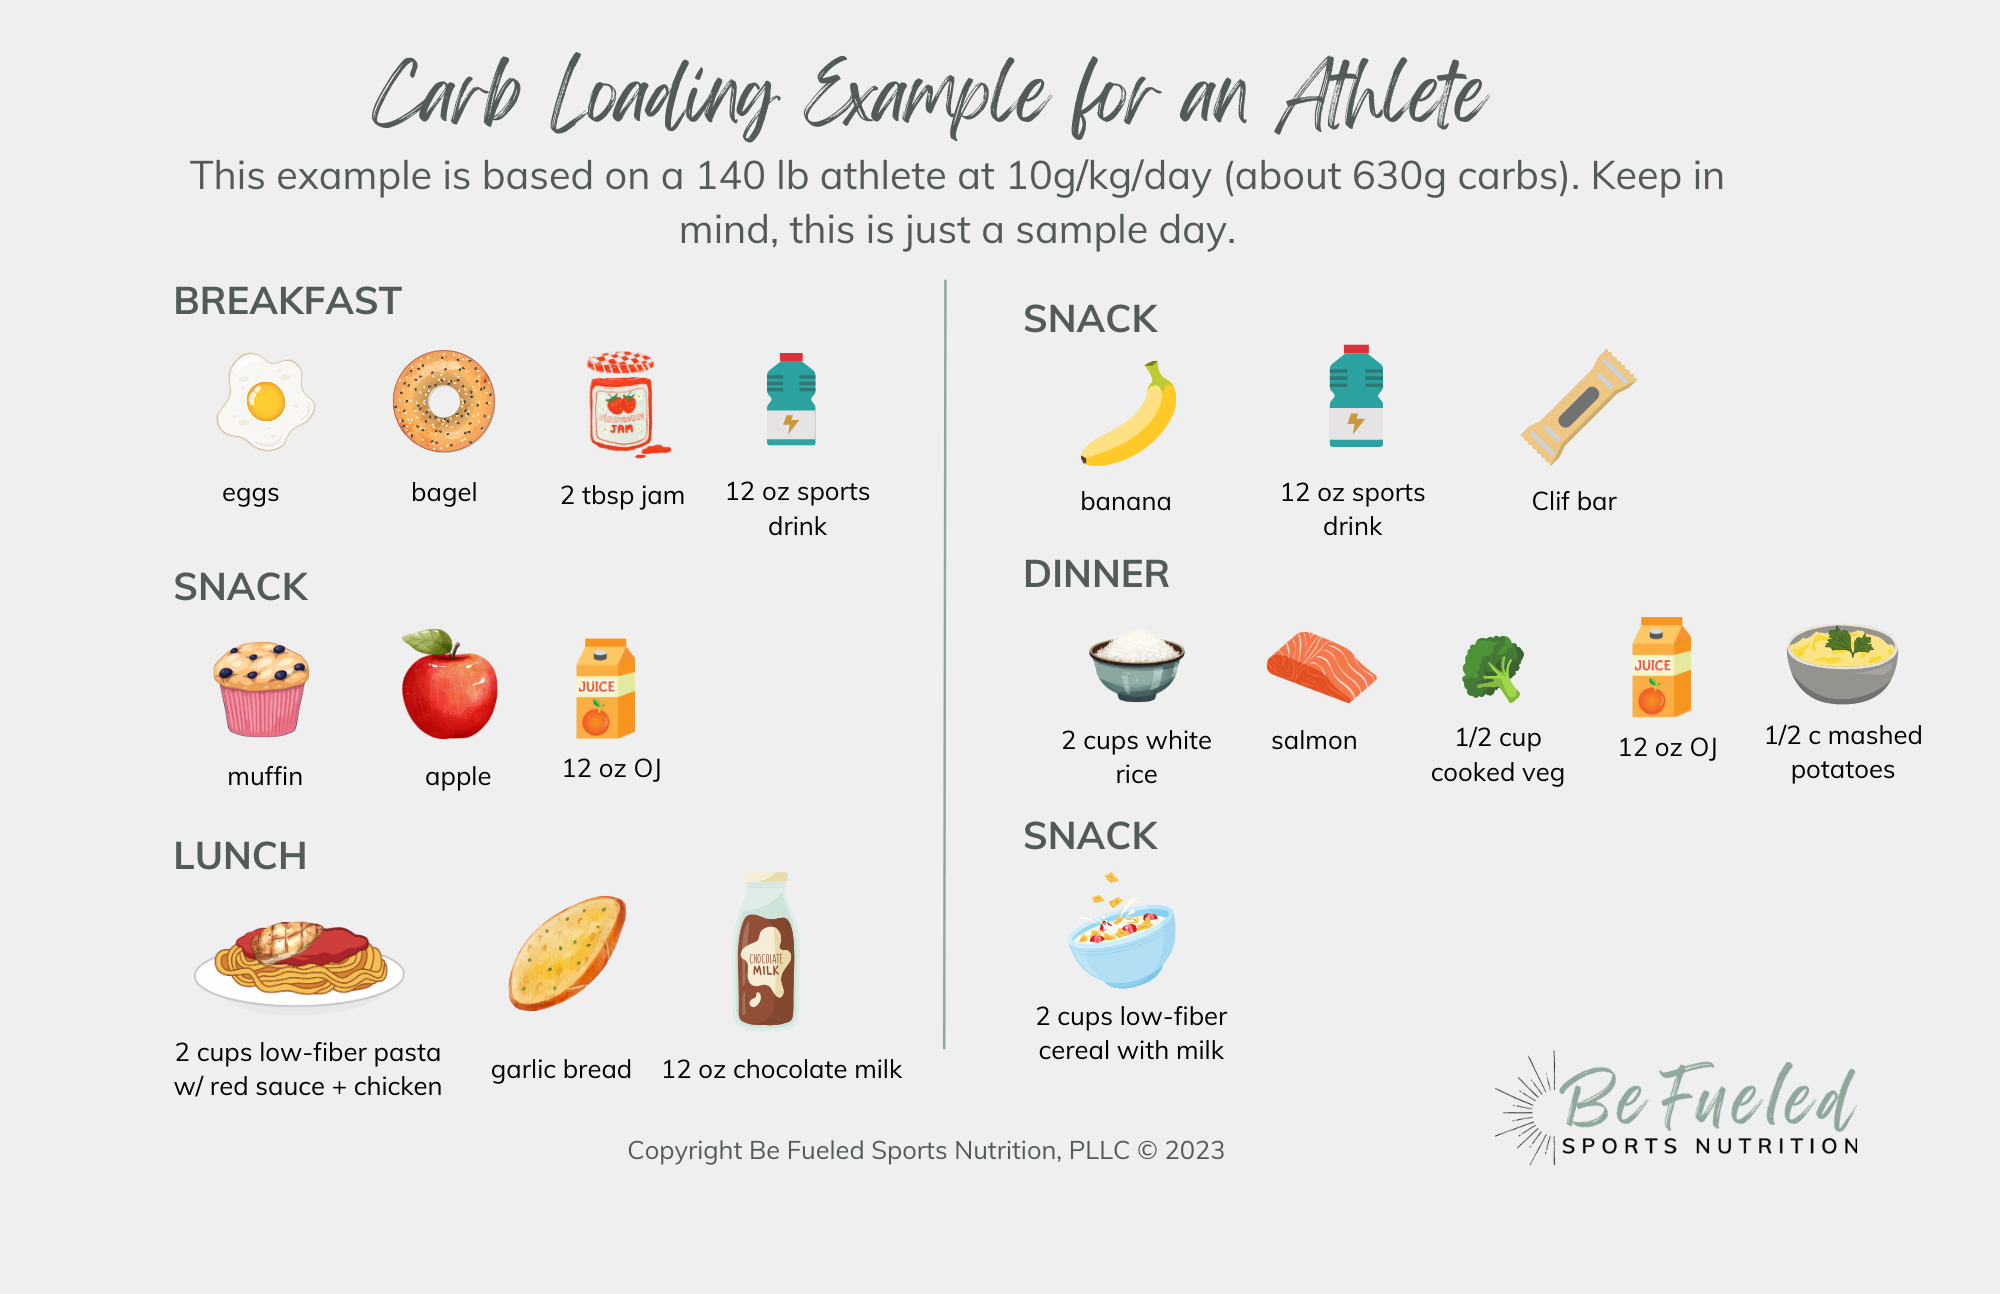 Carb Loading Example for an Athlete
This example is based on a 140 lb athlete at 10g/kg/day (about 630g carbs). Keep in
mind, this is just a sample day.
BREAKFAST
JAM
eggs
bagel
2 tbsp jam
12 oz sports
drink
SNACK
JUICE
muffin
apple
12 oz OJ
LUNCH
CHOCOLATE
MILK
2 cups low-fiber pasta
w/ red sauce + chicken
garlic bread
12 oz chocolate milk
SNACK
banana
12 oz sports
drink
Clif bar
DINNER
JUICE
2 cups white
rice
salmon
1/2 cup
cooked veg
12 oz OJ
1/2 c mashed
potatoes
SNACK
2 cups low-fiber
cereal with milk
Be Fueled
SPORTS NUTRITION
Copyright Be Fueled Sports Nutrition, PLLC © 2023